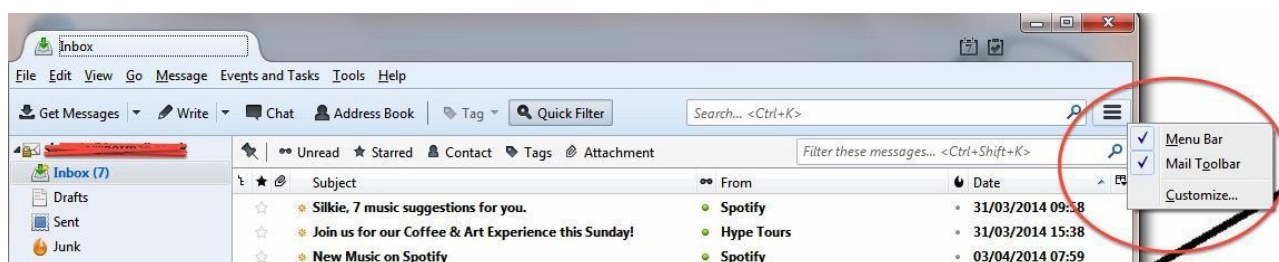 Inbox
File Edit View Go Message Events and Tasks Tools Help
Get Messages Write Chat Address Book Tag Quick Filter Search... <Ctrl+K>
Menu Bar
Mail Toolbar
Customize...
Unread Starred Contact Tags Attachment Filter these messages... <Ctrl+Shift+K>
Inbox (7)
Drafts
Sent
Junk
Subject From Date
Silkie, 7 music suggestions for you. Spotify 31/03/2014 09:58
Join us for our Coffee & Art Experience this Sunday! Hype Tours 31/03/2014 15:38
New Music on Spotify Spotify 03/04/2014 07:59